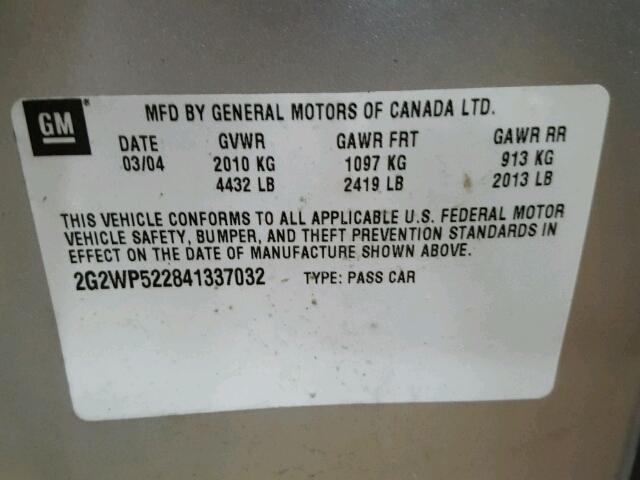 GM®
MFD BY GENERAL MOTORS OF CANADA LTD.
DATE GVWR GAWR FRT GAWR RR
03/04 2010 KG 1097 KG 913 KG
4432 LB 2419 LB 2013 LB
THIS VEHICLE CONFORMS TO ALL APPLICABLE U.S. FEDERAL MOTOR
VEHICLE SAFETY, BUMPER, AND THEFT PREVENTION STANDARDS IN
EFFECT ON THE DATE OF MANUFACTURE SHOWN ABOVE.
2G2WP522841337032 TYPE: PASS CAR